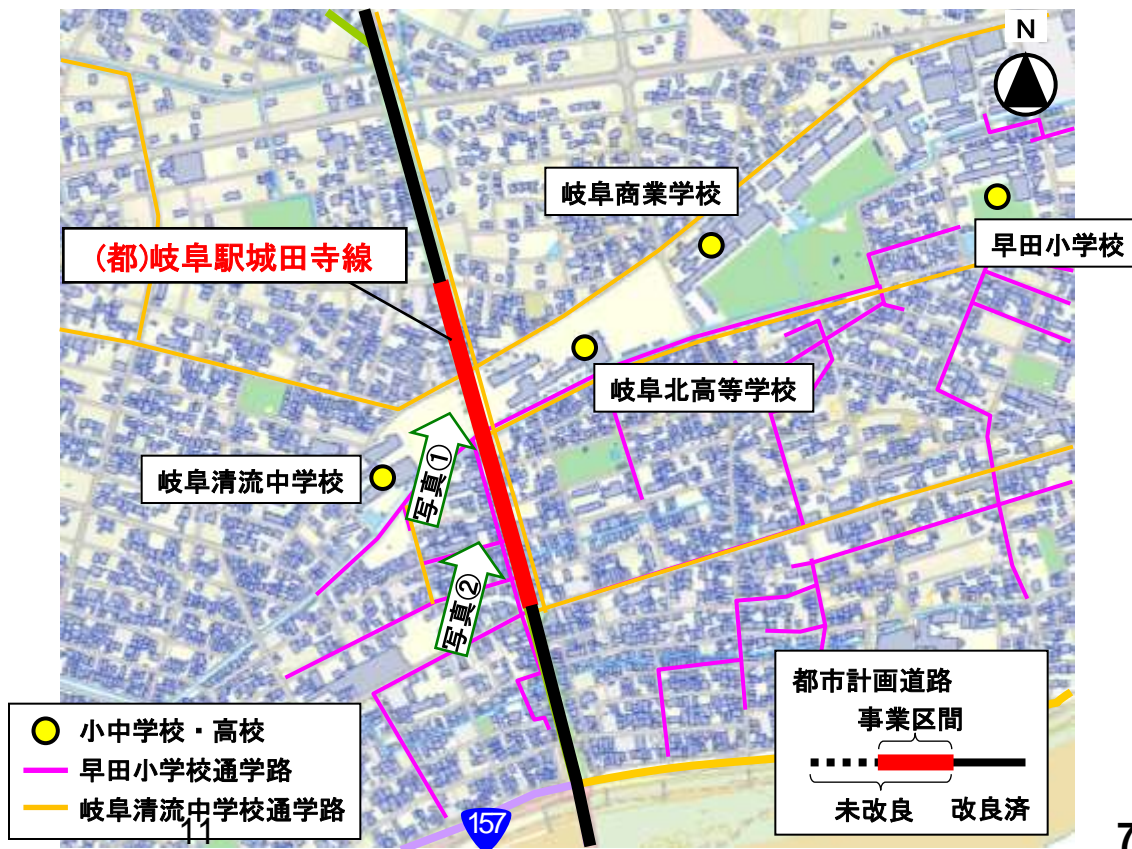 N
岐阜商業学校
早田小学校
(都)岐阜駅城田寺線
岐阜北高等学校
岐阜清流中学校
写真①
写真②
都市計画道路
事業区間
未改良
改良済
小中学校・高校
早田小学校通学路
岐阜清流中学校通学路
11
157
7